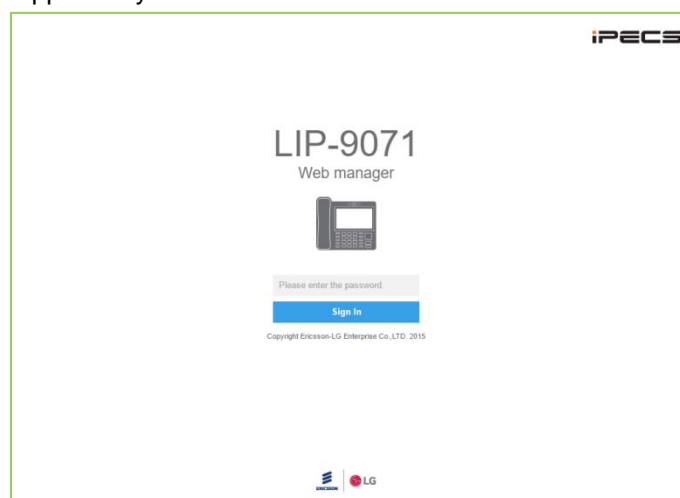 iPECS
LIP-9071
Web manager
Please enter the password.
Sign In
Copyright Ericsson-LG Enterprise Co.,LTD. 2015
ERICSSON
LG